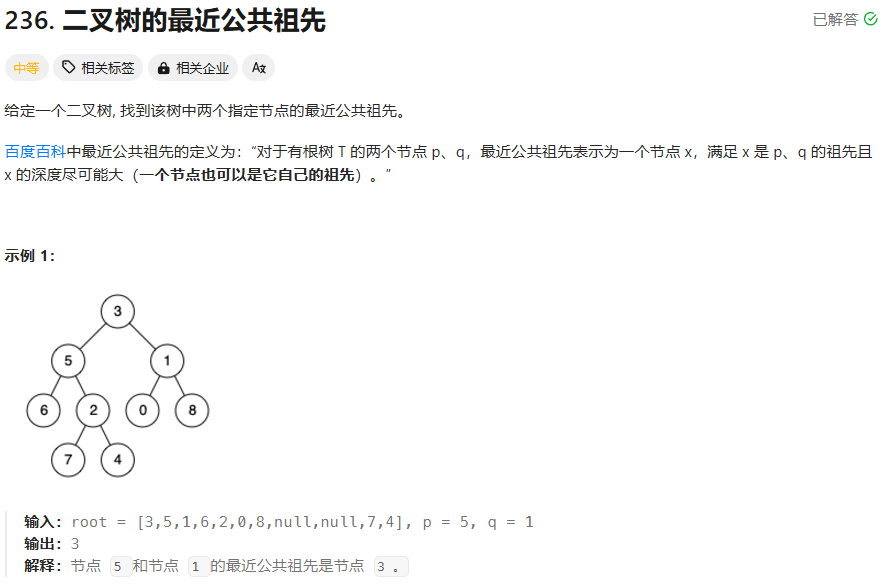 236. 二叉树的最近公共祖先
已解答
中等 相关标签 相关企业 Az
给定一个二叉树, 找到该树中两个指定节点的最近公共祖先。
百度百科中最近公共祖先的定义为：“对于有根树 T 的两个节点 p、q，最近公共祖先表示为一个节点 x，满足 x 是 p、q 的祖先且
x 的深度尽可能大（一个节点也可以是它自己的祖先）。”
示例 1：
3
5 1
6 2 0 8
7 4
输入：root = [3,5,1,6,2,0,8,null,null,7,4], p = 5, q = 1
输出：3
解释：节点 5 和节点 1 的最近公共祖先是节点 3 。